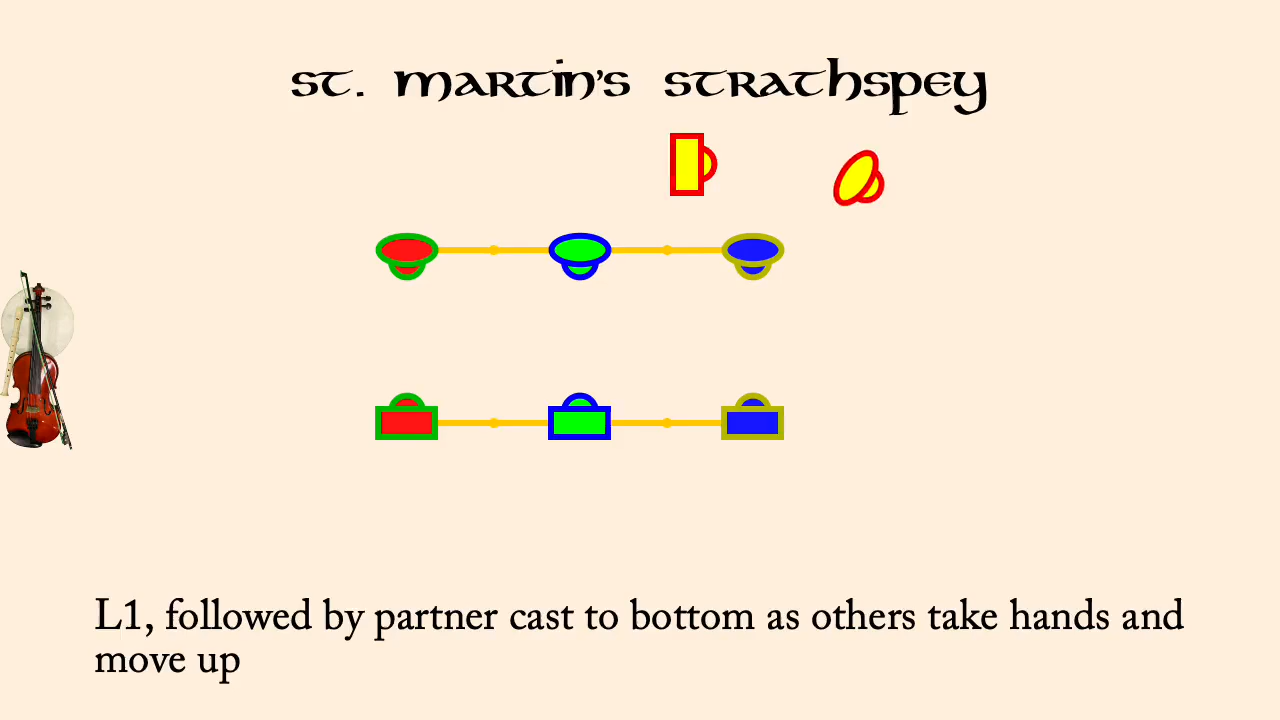 St. Martin's Strathspey
L1, followed by partner cast to bottom as others take hands and
move up